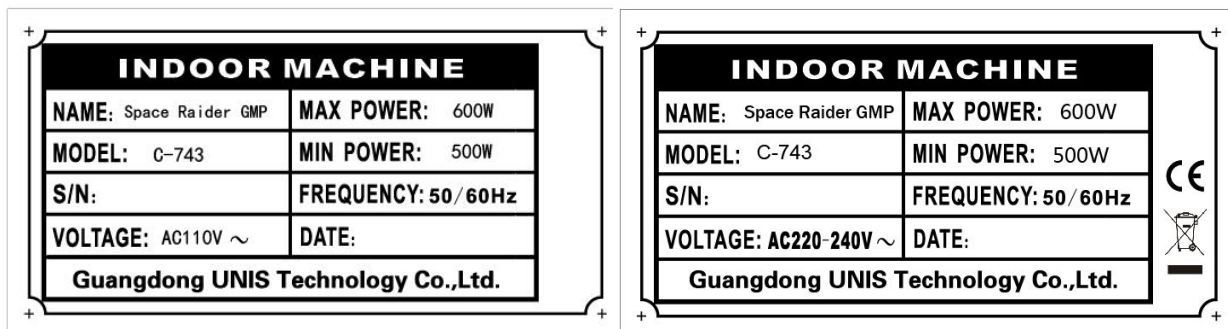 INDOOR MACHINE
NAME: Space Raider GMP
MAX POWER: 600W
MODEL: C-743
MIN POWER: 500W
S/N:
FREQUENCY: 50/60Hz
VOLTAGE: AC110V ~
DATE:
Guangdong UNIS Technology Co.,Ltd.
INDOOR MACHINE
NAME: Space Raider GMP
MAX POWER: 600W
MODEL: C-743
MIN POWER: 500W
S/N:
FREQUENCY: 50/60Hz
VOLTAGE: AC220-240V ~
DATE:
Guangdong UNIS Technology Co.,Ltd.
CE